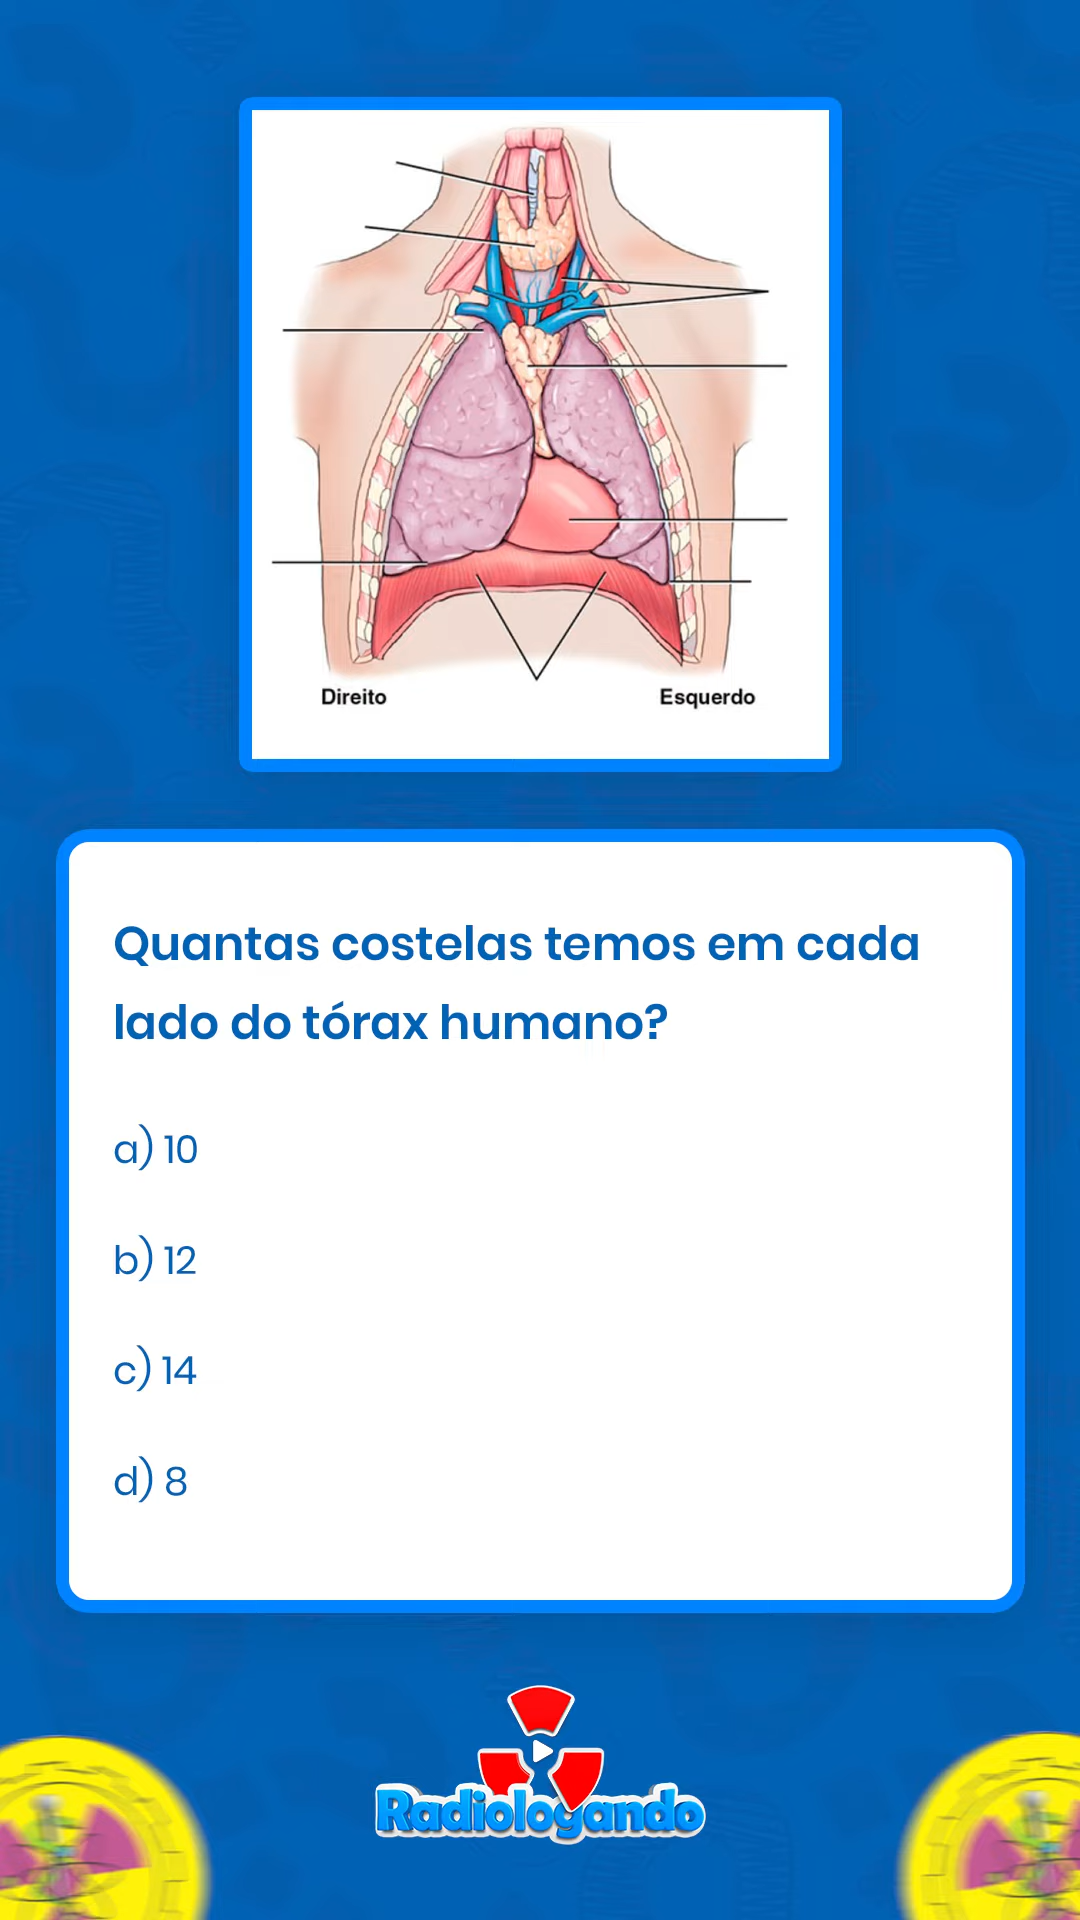 Direito
Esquerdo
Quantas costelas temos em cada
lado do tórax humano?
a) 10
b) 12
c) 14
d) 8
Radiologando